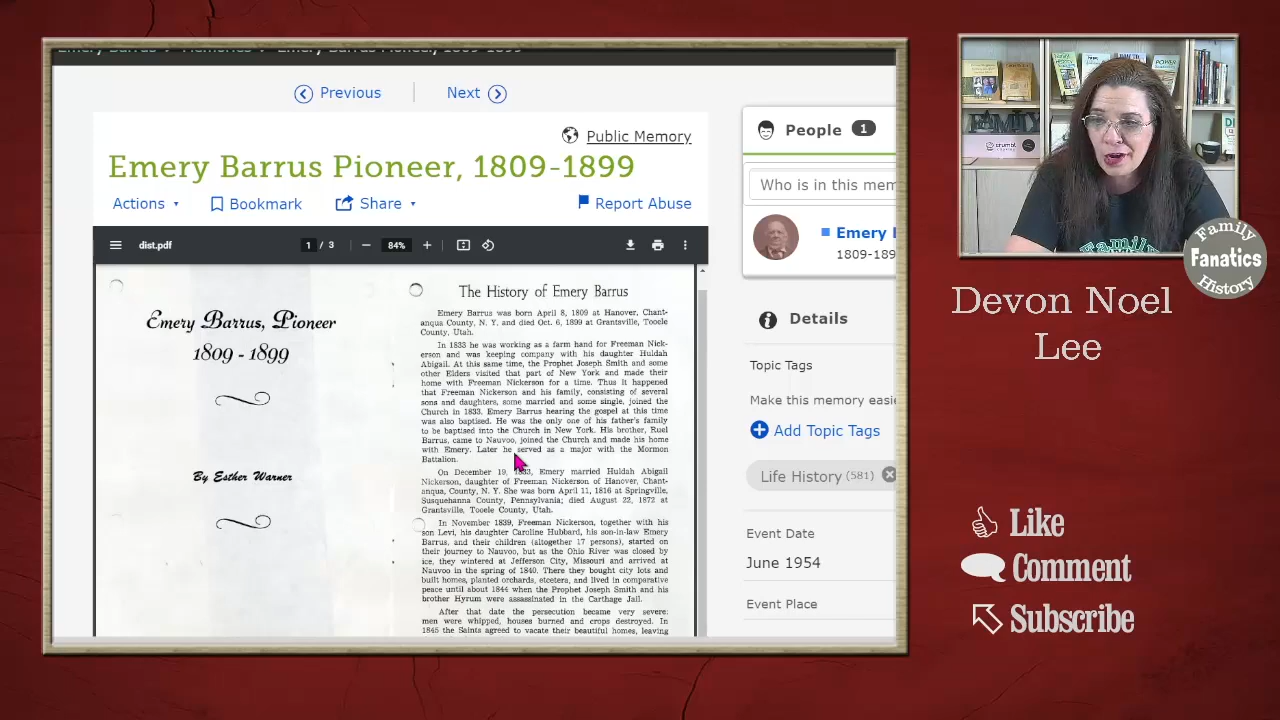 Emery Barrus Pioneer, 1809-1899
Previous
Next
Public Memory
Emery Barrus Pioneer, 1809-1899
Actions
Bookmark
Share
Report Abuse
dist.pdf
1 / 3
84%
Emery Barrus, Pioneer
1809 - 1899
By Esther Warner
The History of Emery Barrus
Emery Barrus was born April 8, 1809 at Hanover, Chant-
anqua County, N. Y. and died Oct. 6, 1899 at Grantsville, Tooele
County, Utah.
In 1833 he was working as a farm hand for Freeman Nick-
erson and was keeping company with his daughter Huldah
Abigail. At this same time, the Prophet Joseph Smith and some
other Elders visited that part of New York and made their
home with Freeman Nickerson for a time. Thus it happened
that Freeman Nickerson and his family, consisting of several
sons and daughters, some married and some single, joined the
Church in 1833. Emery Barrus hearing the gospel at this time
was also baptised. He was the only one of his father's family
to be baptised into the Church in New York. His brother, Ruel
Barrus, came to Nauvoo, joined the Church and made his home
with Emery. Later he served as a major with the Mormon
Battalion.
On December 19, 1833, Emery married Huldah Abigail
Nickerson, daughter of Freeman Nickerson of Hanover, Chant-
anqua, County, N. Y. She was born April 11, 1816 at Springville,
Susquehanna County, Pennsylvania; died August 22, 1872 at
Grantsville, Tooele County, Utah.
In November 1839, Freeman Nickerson, together with his
son Levi, his daughter Caroline Hubbard, his son-in-law Emery
Barrus, and their children (altogether 17 persons), started on
their journey to Nauvoo, but as the Ohio River was closed by
ice, they wintered at Jefferson City, Missouri and arrived at
Nauvoo in the spring of 1840. There they bought city lots and
built homes, planted orchards, etcetera, and lived in comparative
peace until about 1844 when the Prophet Joseph Smith and his
brother Hyrum were assassinated in the Carthage Jail.
After that date the persecution became very severe:
men were whipped, houses burned and crops destroyed. In
1845 the Saints agreed to vacate their beautiful homes, leaving
People 1
Who is in this mem
Emery
1809-189
Details
Topic Tags
Make this memory easie
Add Topic Tags
Life History (581)
Event Date
June 1954
Event Place
crumbl
POWER
Family
Fanatics
History
Devon Noel
Lee
Like
Comment
Subscribe